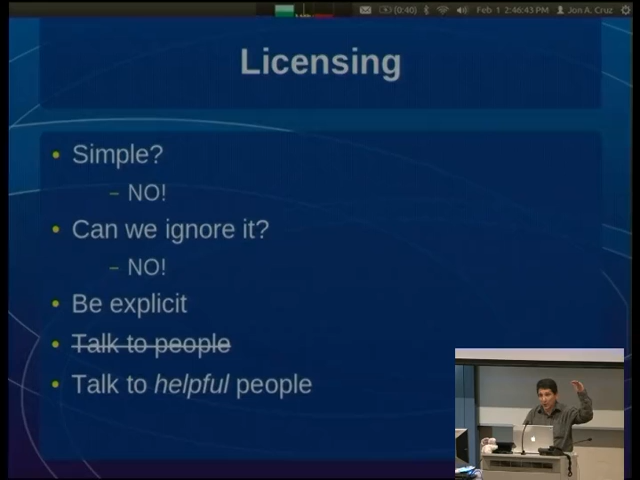 (0:40) Feb 1 2:46:43 PM Jon A. Cruz
Licensing
Simple?
– NO!
Can we ignore it?
– NO!
Be explicit
Talk to people
Talk to helpful people